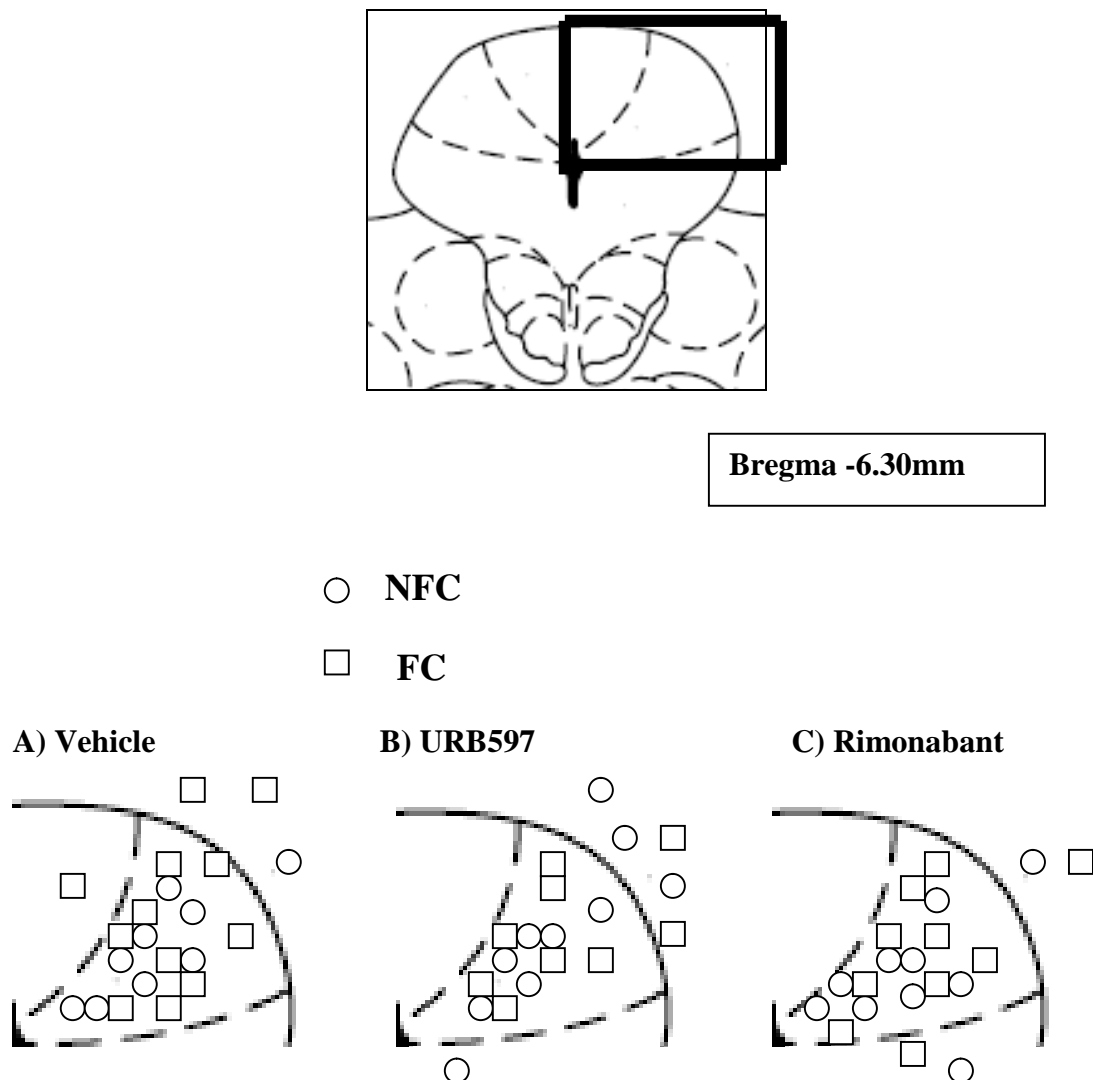 Bregma -6.30mm
NFC
FC
A) Vehicle
B) URB597
C) Rimonabant